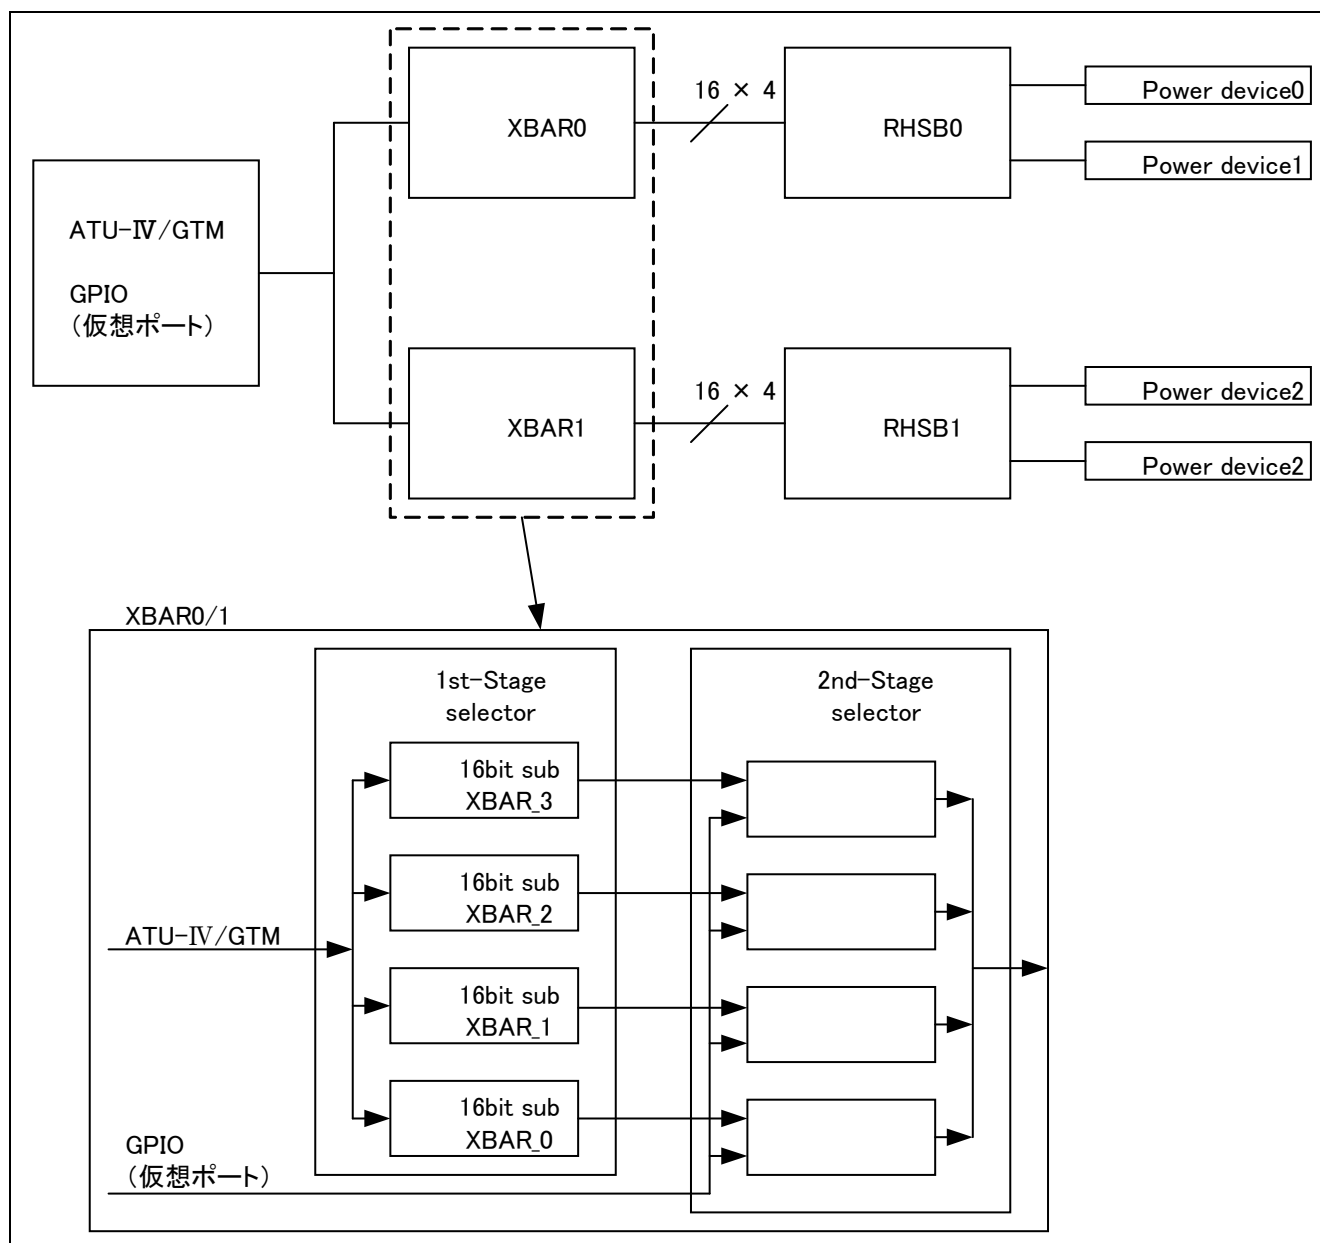 XBAR0
16 × 4
RHSB0
Power device0
Power device1
ATU-Ⅳ/GTM
GPIO
(仮想ポート)
XBAR1
16 × 4
RHSB1
Power device2
Power device2
XBAR0/1
1st-Stage
selector
2nd-Stage
selector
16bit sub
XBAR_3
16bit sub
XBAR_2
ATU-Ⅳ/GTM
16bit sub
XBAR_1
16bit sub
XBAR_0
GPIO
(仮想ポート)